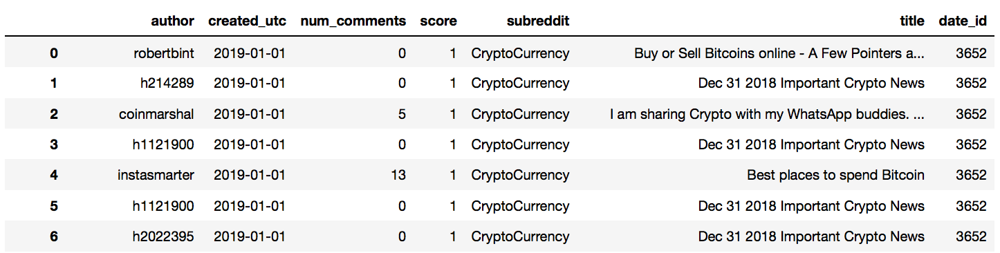 author created_utc num_comments score subreddit title date_id
0 robertbint 2019-01-01 0 1 CryptoCurrency Buy or Sell Bitcoins online - A Few Pointers a... 3652
1 h214289 2019-01-01 0 1 CryptoCurrency Dec 31 2018 Important Crypto News 3652
2 coinmarshal 2019-01-01 5 1 CryptoCurrency I am sharing Crypto with my WhatsApp buddies. ... 3652
3 h1121900 2019-01-01 0 1 CryptoCurrency Dec 31 2018 Important Crypto News 3652
4 instasmarter 2019-01-01 13 1 CryptoCurrency Best places to spend Bitcoin 3652
5 h1121900 2019-01-01 0 1 CryptoCurrency Dec 31 2018 Important Crypto News 3652
6 h2022395 2019-01-01 0 1 CryptoCurrency Dec 31 2018 Important Crypto News 3652